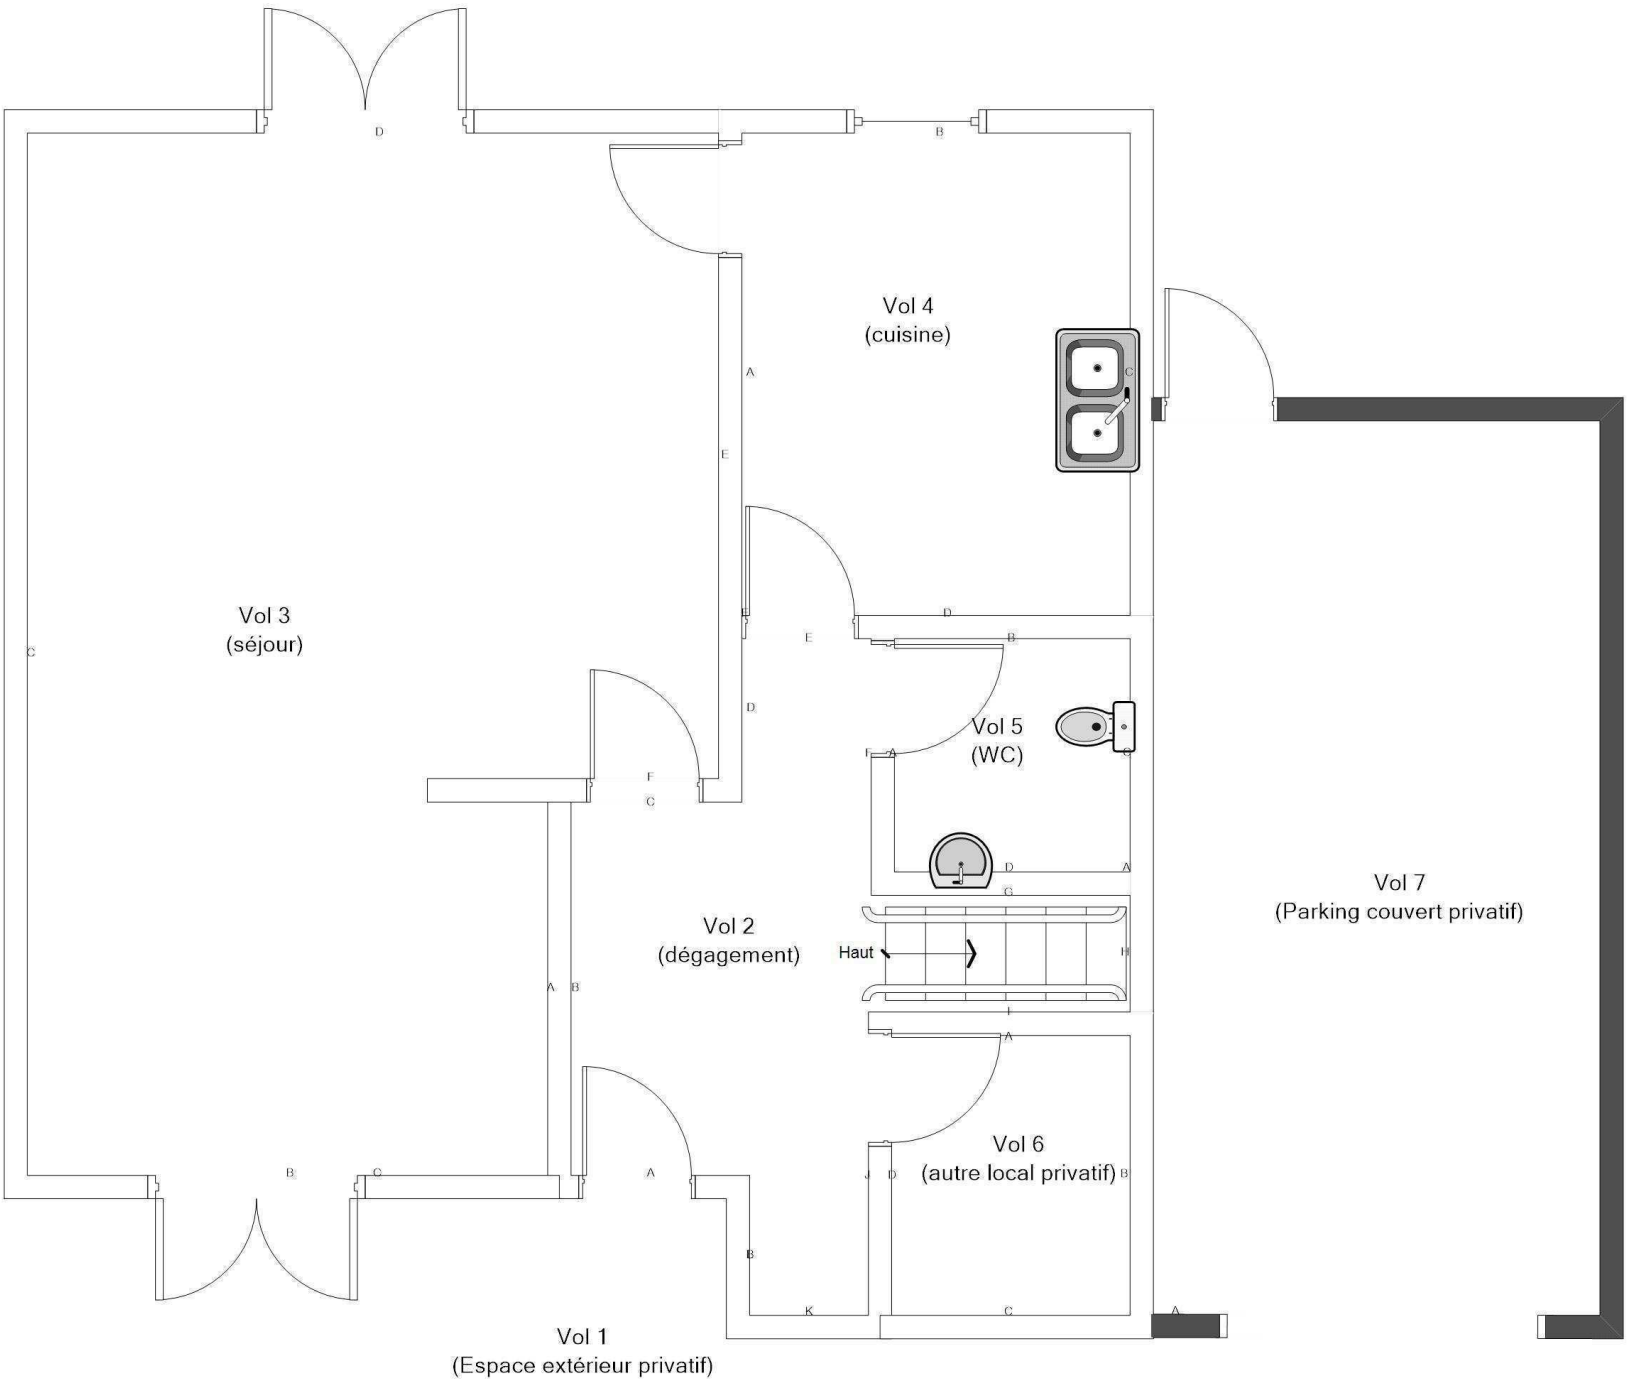 D
B
Vol 4
(cuisine)
A
C
E
Vol 3
(séjour)
D
E
B
C
D
Vol 5
(WC)
F
A
C
F
C
D
A
G
Vol 7
(Parking couvert privatif)
Vol 2
(dégagement)
Haut
H
A
B
I
A
Vol 6
(autre local privatif)
B
C
A
J
D
B
B
K
C
A
Vol 1
(Espace extérieur privatif)